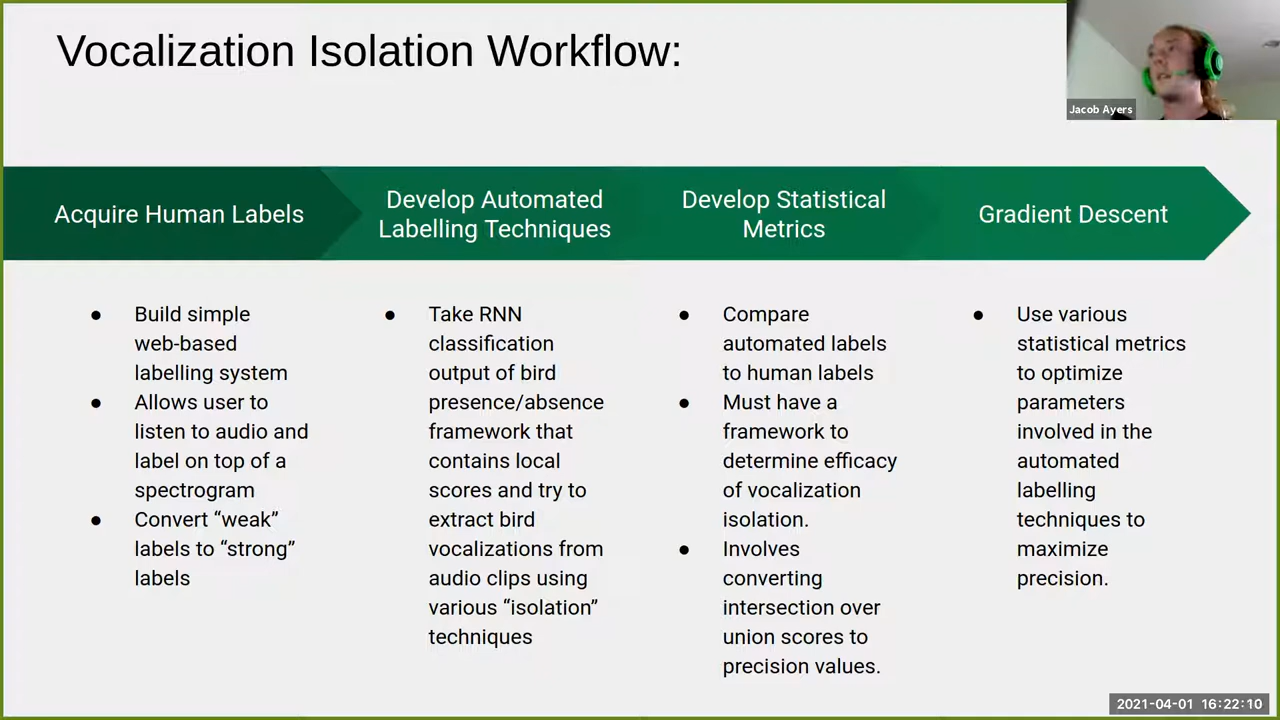 Vocalization Isolation Workflow:
Jacob Ayers
Acquire Human Labels
Develop Automated
Labelling Techniques
Develop Statistical
Metrics
Gradient Descent
● Build simple
web-based
labelling system
● Allows user to
listen to audio and
label on top of a
spectrogram
● Convert “weak”
labels to “strong”
labels
● Take RNN
classification
output of bird
presence/absence
framework that
contains local
scores and try to
extract bird
vocalizations from
audio clips using
various “isolation”
techniques
● Compare
automated labels
to human labels
● Must have a
framework to
determine efficacy
of vocalization
isolation.
● Involves
converting
intersection over
union scores to
precision values.
● Use various
statistical metrics
to optimize
parameters
involved in the
automated
labelling
techniques to
maximize
precision.
2021-04-01 16:22:10